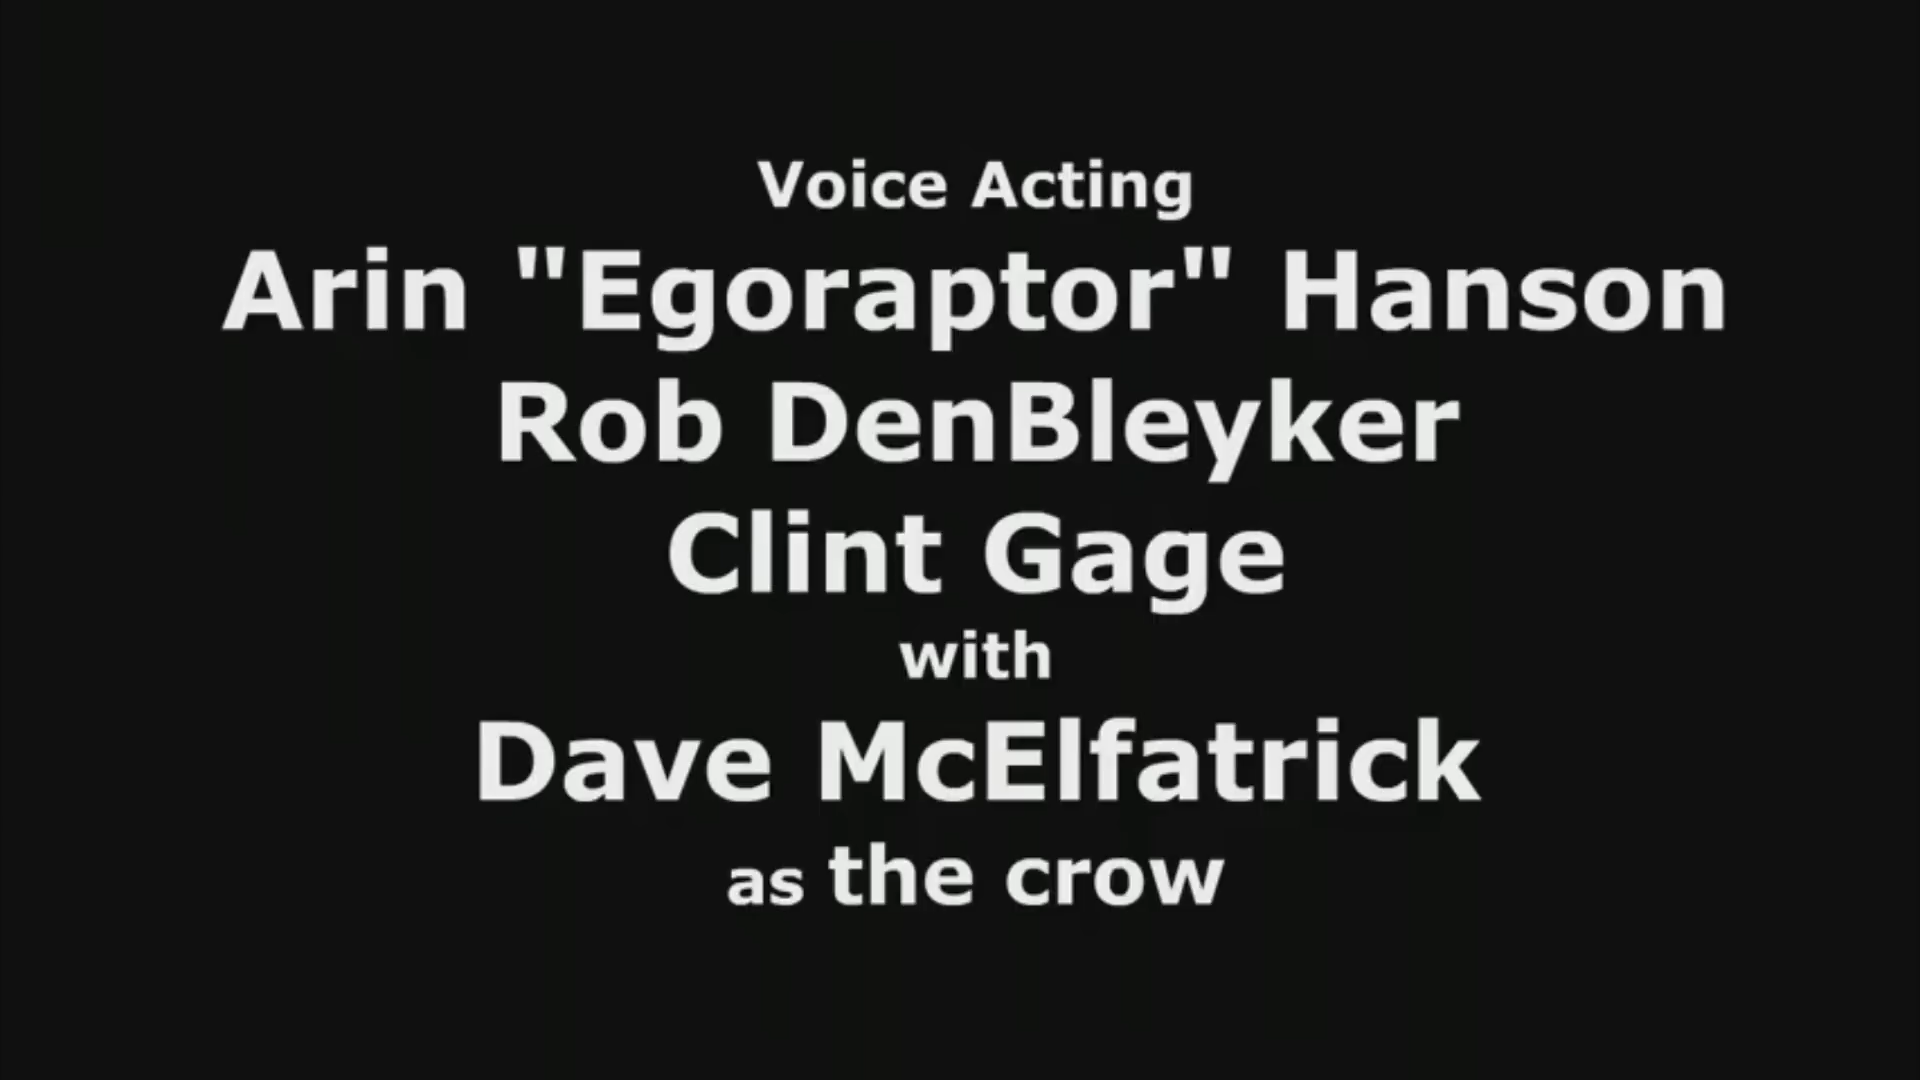 Voice Acting
Arin "Egoraptor" Hanson
Rob DenBleyker
Clint Gage
with
Dave McElfatrick
as the crow